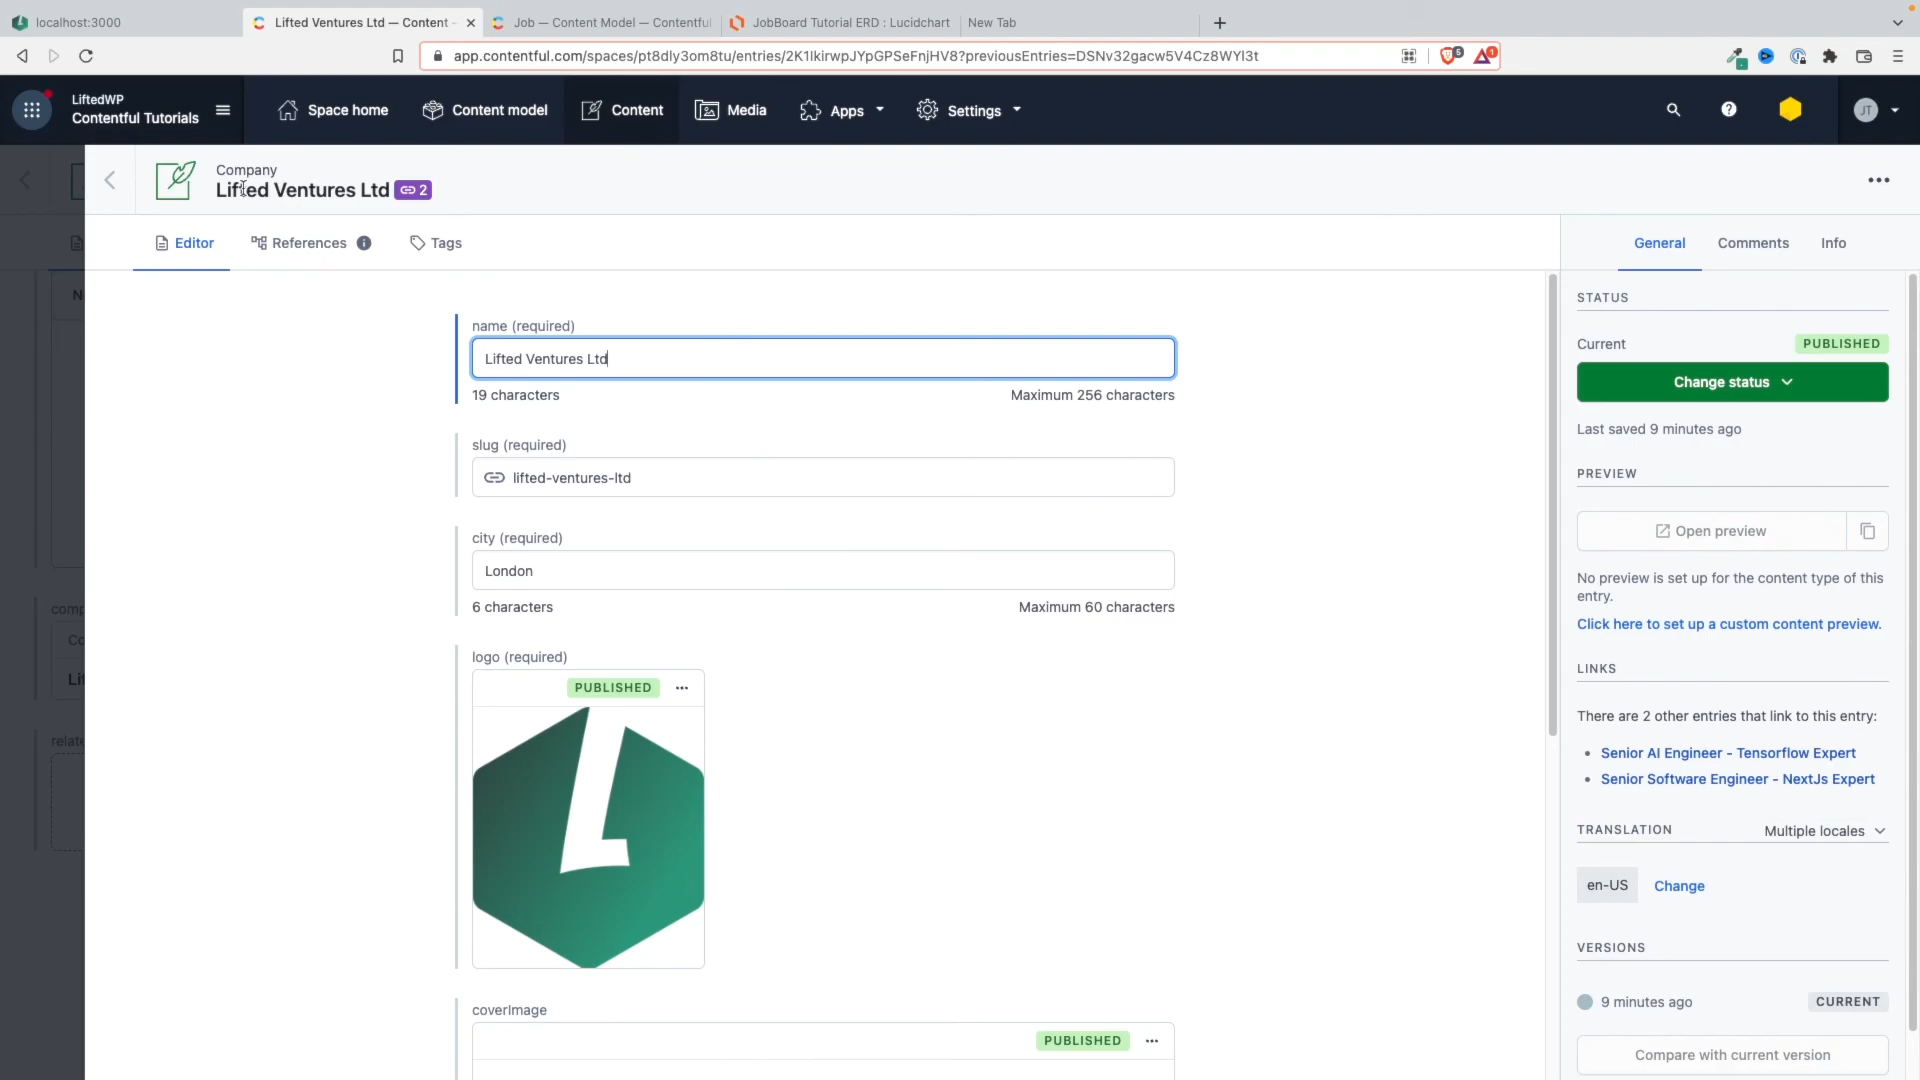 localhost:3000
Lifted Ventures Ltd — Content -
Job — Content Model — Contentful
JobBoard Tutorial ERD : Lucidchart
New Tab
app.contentful.com/spaces/pt8dly3om8tu/entries/2K1lkirwpJYpGPSeFnjHV8?previousEntries=DSNv32gacw5V4Cz8WYI3t
5
1
LiftedWP
Contentful Tutorials
Space home
Content model
Content
Media
Apps
Settings
JT
Company
Lifted Ventures Ltd
2
Editor
References
Tags
General
Comments
Info
name (required)
Lifted Ventures Ltd
19 characters
Maximum 256 characters
slug (required)
lifted-ventures-ltd
city (required)
London
6 characters
Maximum 60 characters
logo (required)
PUBLISHED
coverImage
PUBLISHED
STATUS
Current
PUBLISHED
Change status
Last saved 9 minutes ago
PREVIEW
Open preview
No preview is set up for the content type of this
entry.
Click here to set up a custom content preview.
LINKS
There are 2 other entries that link to this entry:
Senior AI Engineer - Tensorflow Expert
Senior Software Engineer - NextJs Expert
TRANSLATION
Multiple locales
en-US
Change
VERSIONS
9 minutes ago
CURRENT
Compare with current version